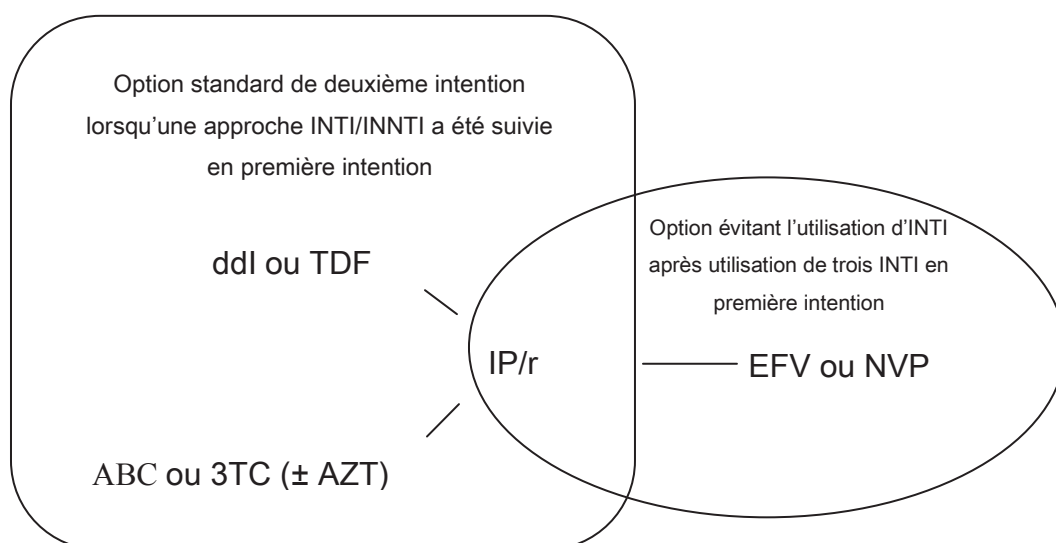 Option standard de deuxième intention
lorsqu’une approche INTI/INNTI a été suivie
en première intention
Option évitant l’utilisation d’INTI
après utilisation de trois INTI en
première intention
ddI ou TDF
IP/r
EFV ou NVP
ABC ou 3TC (± AZT)